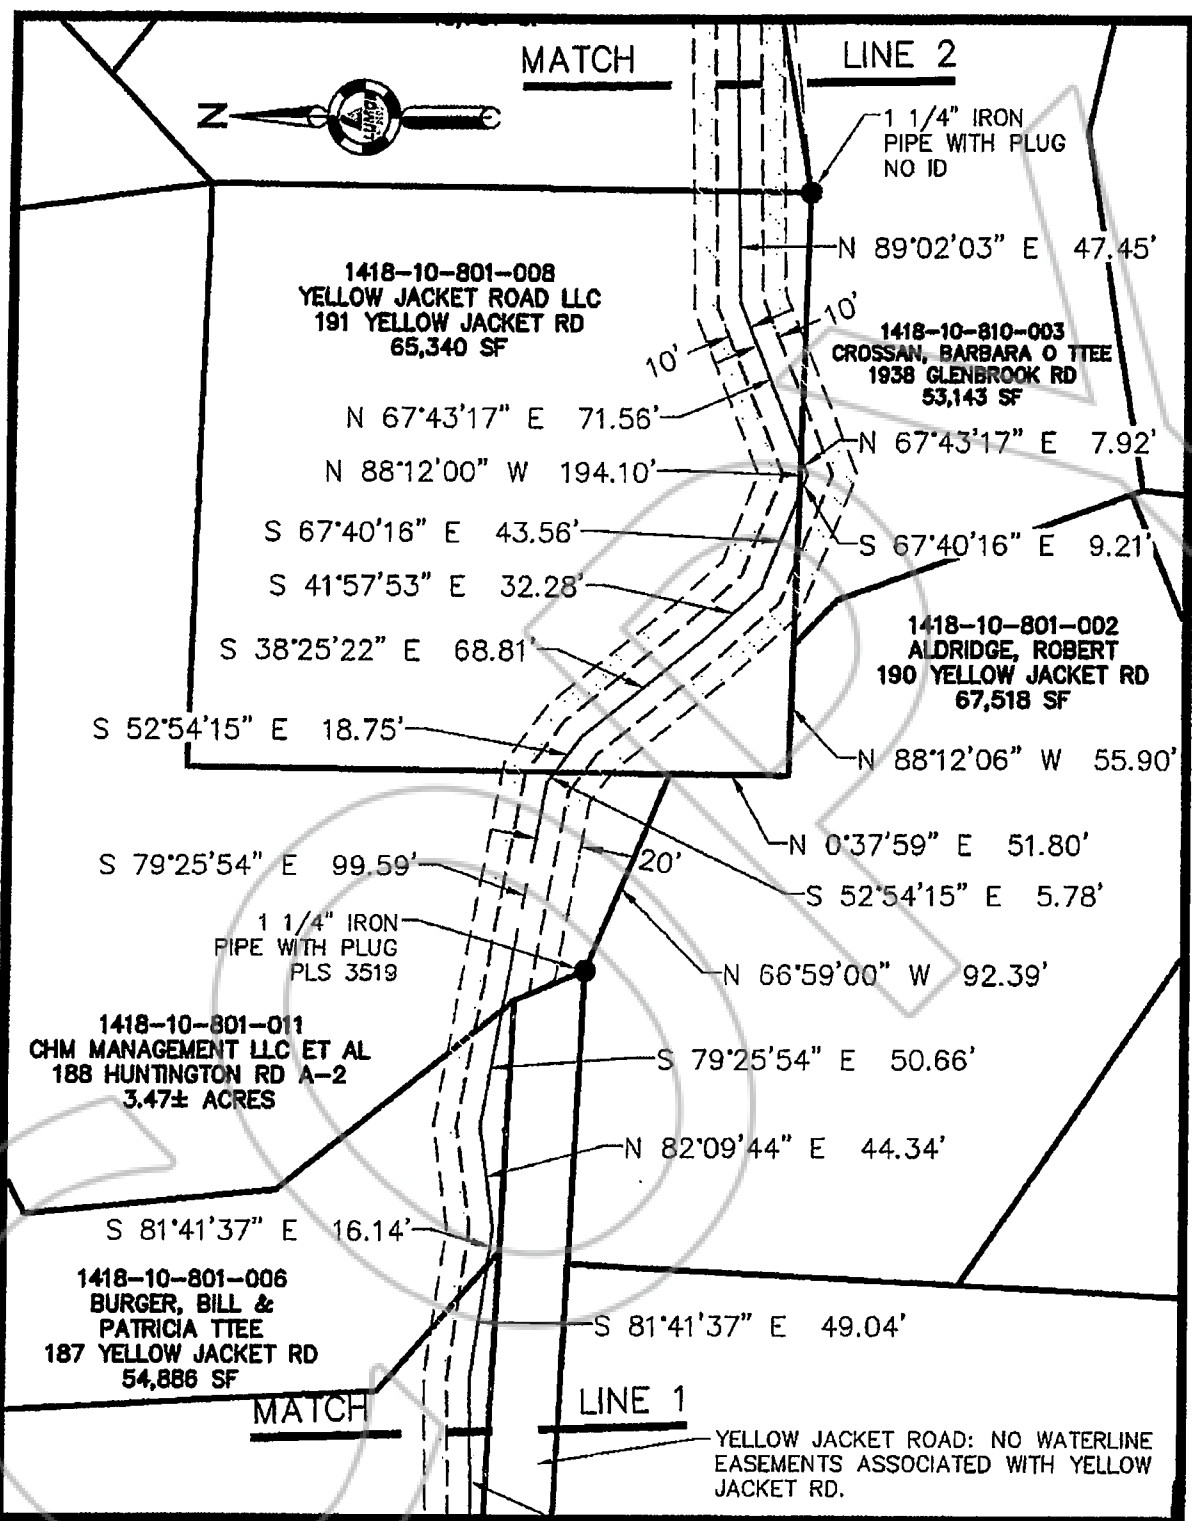 MATCH LINE 2
N
1 1/4" IRON
PIPE WITH PLUG
NO ID
N 89°02'03" E 47.45'
1418-10-801-008
YELLOW JACKET ROAD LLC
191 YELLOW JACKET RD
65,340 SF
10'
10'
1418-10-810-003
CROSSAN, BARBARA O TTEE
1938 GLENBROOK RD
53,143 SF
N 67°43'17" E 71.56'
N 67°43'17" E 7.92'
N 88°12'00" W 194.10'
S 67°40'16" E 43.56'
S 67°40'16" E 9.21'
S 41°57'53" E 32.28'
1418-10-801-002
ALDRIDGE, ROBERT
190 YELLOW JACKET RD
67,518 SF
S 38°25'22" E 68.81'
S 52°54'15" E 18.75'
N 88°12'06" W 55.90'
N 0°37'59" E 51.80'
S 79°25'54" E 99.59'
20'
S 52°54'15" E 5.78'
1 1/4" IRON
PIPE WITH PLUG
PLS 3519
N 66°59'00" W 92.39'
1418-10-801-011
CHM MANAGEMENT LLC ET AL
188 HUNTINGTON RD A-2
3.47± ACRES
S 79°25'54" E 50.66'
N 82°09'44" E 44.34'
S 81°41'37" E 16.14'
1418-10-801-006
BURGER, BILL &
PATRICIA TTEE
187 YELLOW JACKET RD
54,886 SF
S 81°41'37" E 49.04'
MATCH LINE 1
YELLOW JACKET ROAD: NO WATERLINE
EASEMENTS ASSOCIATED WITH YELLOW
JACKET RD.